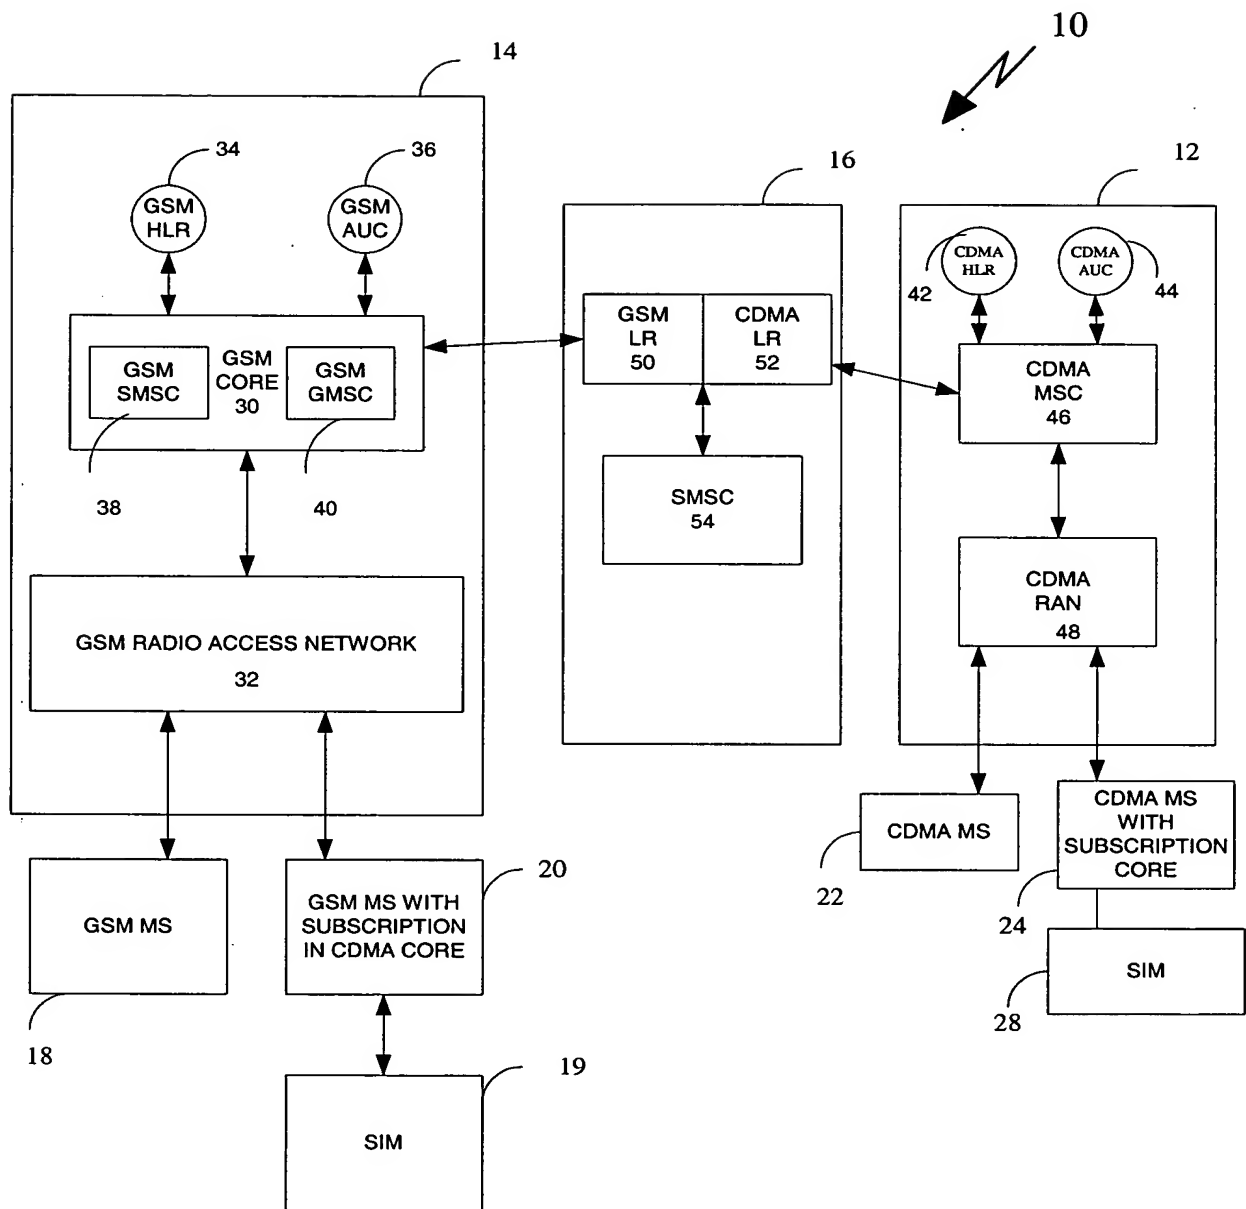 10
14
16
12
34
36
GSM
HLR
GSM
AUC
CDMA
HLR
CDMA
AUC
42
44
GSM
SMSC
GSM
CORE
30
GSM
GMSC
38
40
GSM
LR
50
CDMA
LR
52
CDMA
MSC
46
SMSC
54
CDMA
RAN
48
GSM RADIO ACCESS NETWORK
32
CDMA MS
22
CDMA MS
WITH
SUBSCRIPTION
CORE
24
GSM MS
18
GSM MS WITH
SUBSCRIPTION
IN CDMA CORE
20
SIM
28
SIM
19